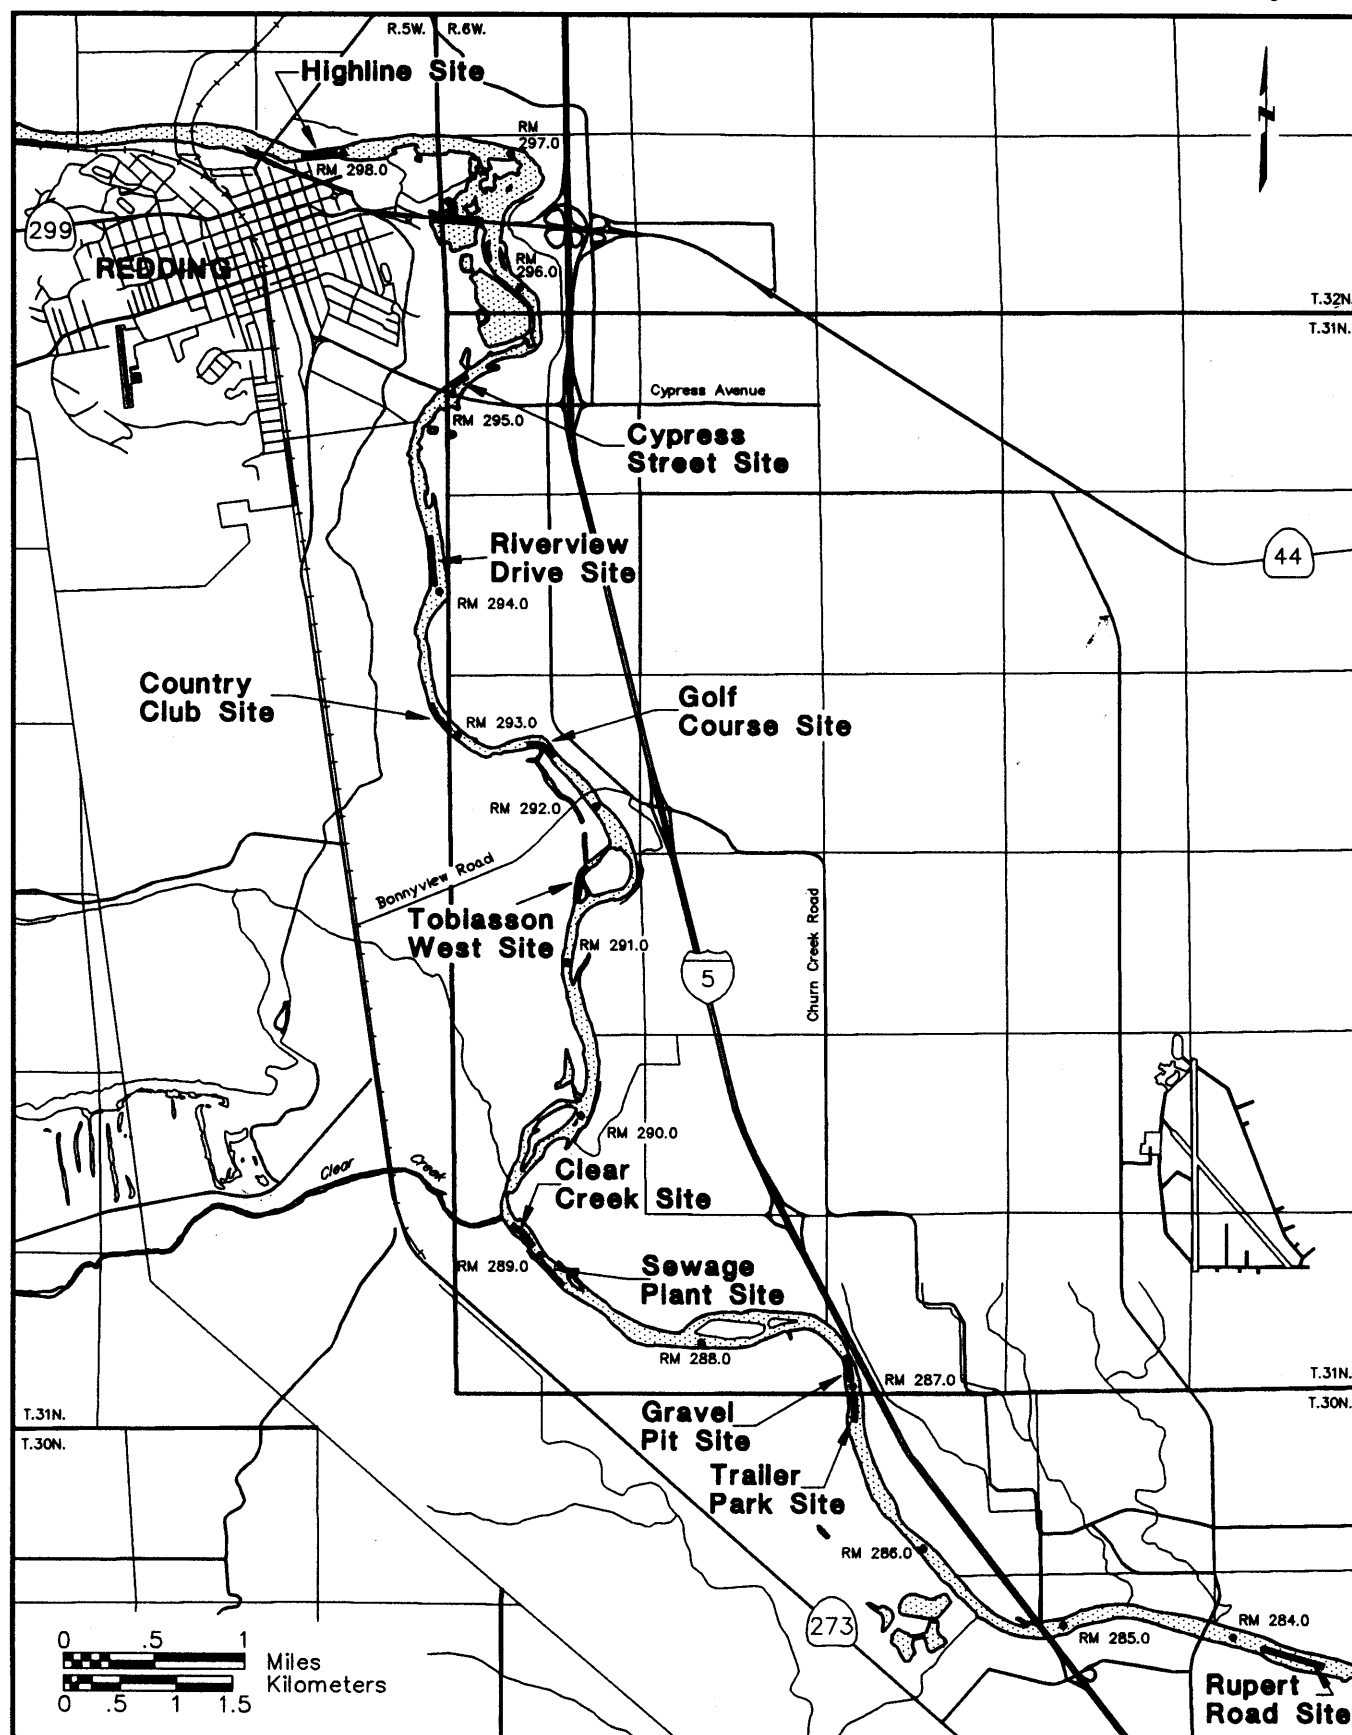 R.5W. R.6W.
Highline Site
RM
297.0
RM 298.0
N
299
REDDING
RM
296.0
T.32N.
T.31N.
Cypress Avenue
RM 295.0
Cypress
Street Site
Riverview
Drive Site
44
RM 294.0
Country
Club Site
Golf
Course Site
RM 293.0
RM 292.0
Bonnyview Road
Tobiasson
West Site
RM 291.0
Churn Creek Road
5
RM 290.0
Clear Creek
Clear
Creek Site
RM 289.0
Sewage
Plant Site
RM 288.0
RM 287.0
T.31N.
T.30N.
T.31N.
T.30N.
Gravel
Pit Site
Trailer
Park Site
RM 286.0
273
RM 284.0
RM 285.0
Rupert
Road Site
0 .5 1
Miles
Kilometers
0 .5 1 1.5